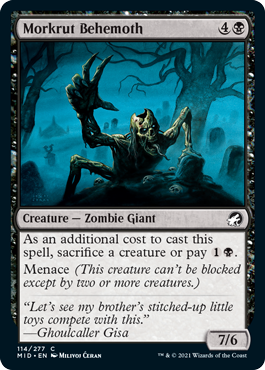 Morkrut Behemoth 4
Creature — Zombie Giant
As an additional cost to cast this
spell, sacrifice a creature or pay 1 .
Menace (This creature can't be blocked
except by two or more creatures.)
"Let's see my brother's stitched-up little
toys compete with this."
—Ghoulcaller Gisa
7/6
114/277 C
MID • EN Milivoj Ćeran
™ & © 2021 Wizards of the Coast